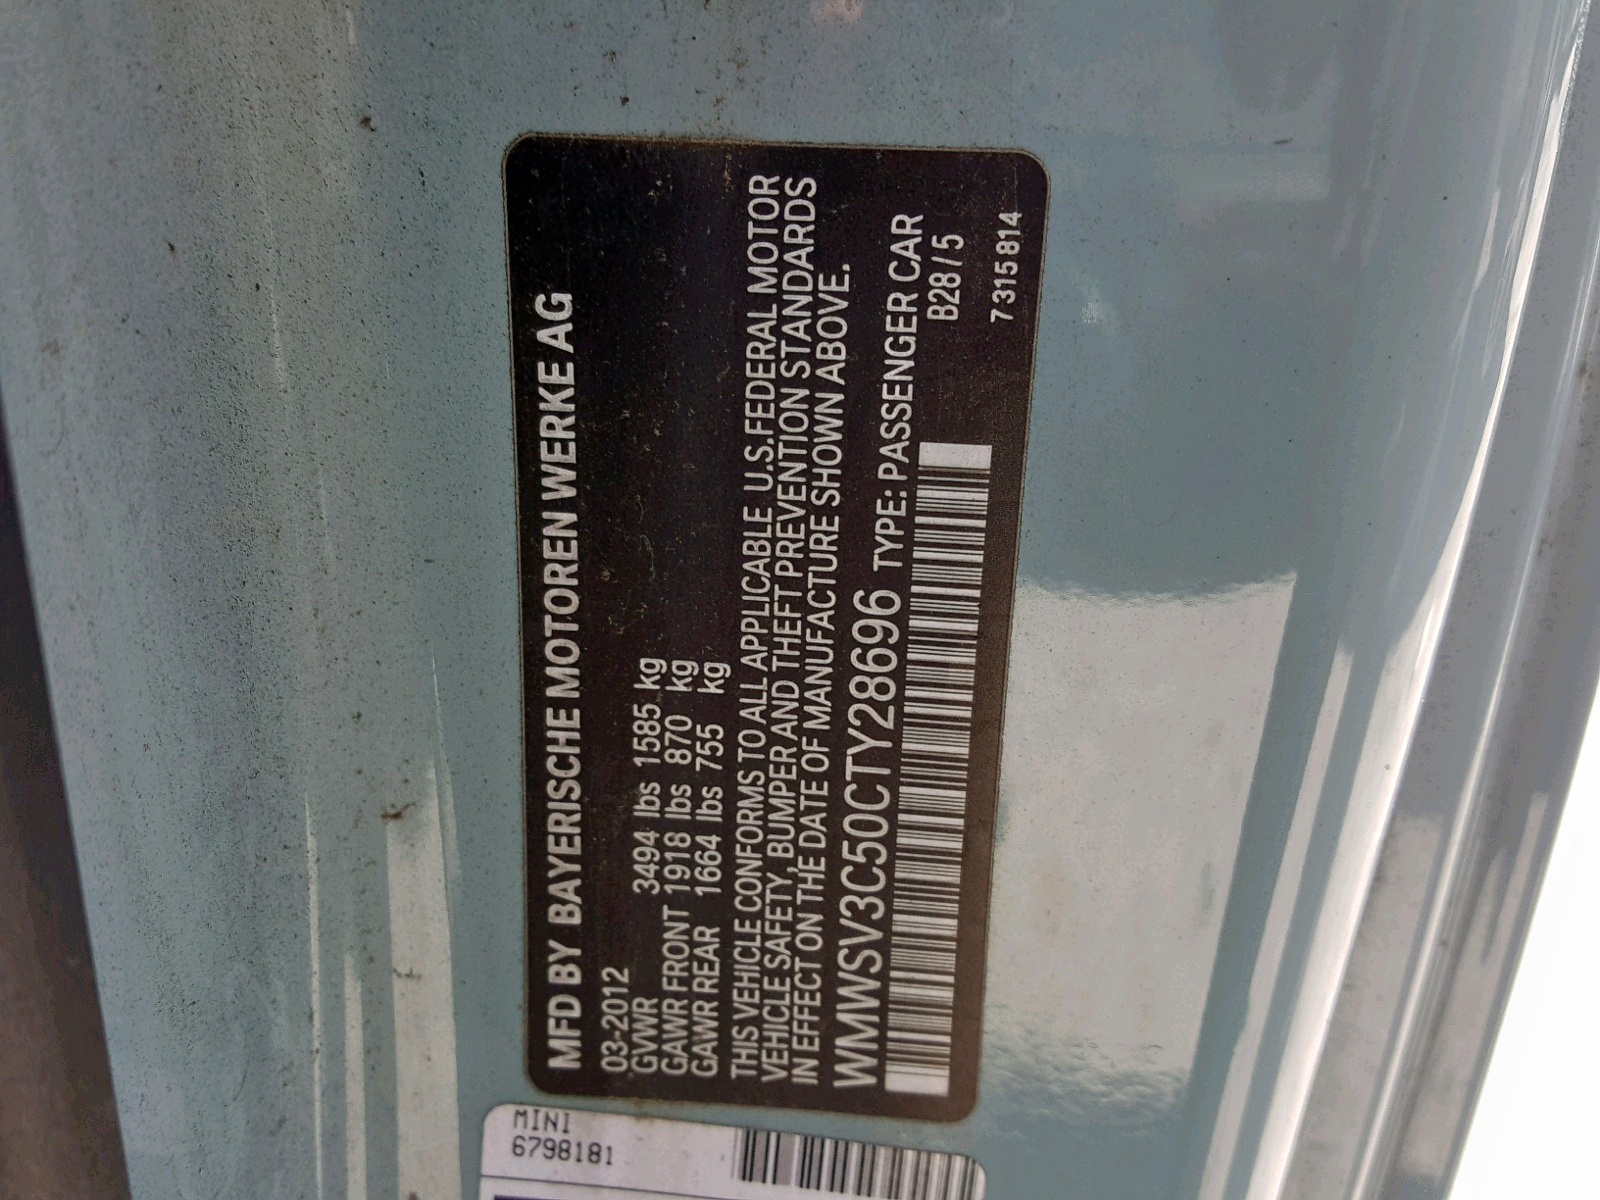 MFD BY BAYERISCHE MOTOREN WERKE AG
03-2012
GVWR 3494 lbs 1585 kg
GAWR FRONT 1918 lbs 870 kg
GAWR REAR 1664 lbs 755 kg
THIS VEHICLE CONFORMS TO ALL APPLICABLE U.S.FEDERAL MOTOR
VEHICLE SAFETY, BUMPER AND THEFT PREVENTION STANDARDS
IN EFFECT ON THE DATE OF MANUFACTURE SHOWN ABOVE.
WMWSV3C50CTY28696 TYPE: PASSENGER CAR
B28 / 5
7 315 814
MINI
6798181